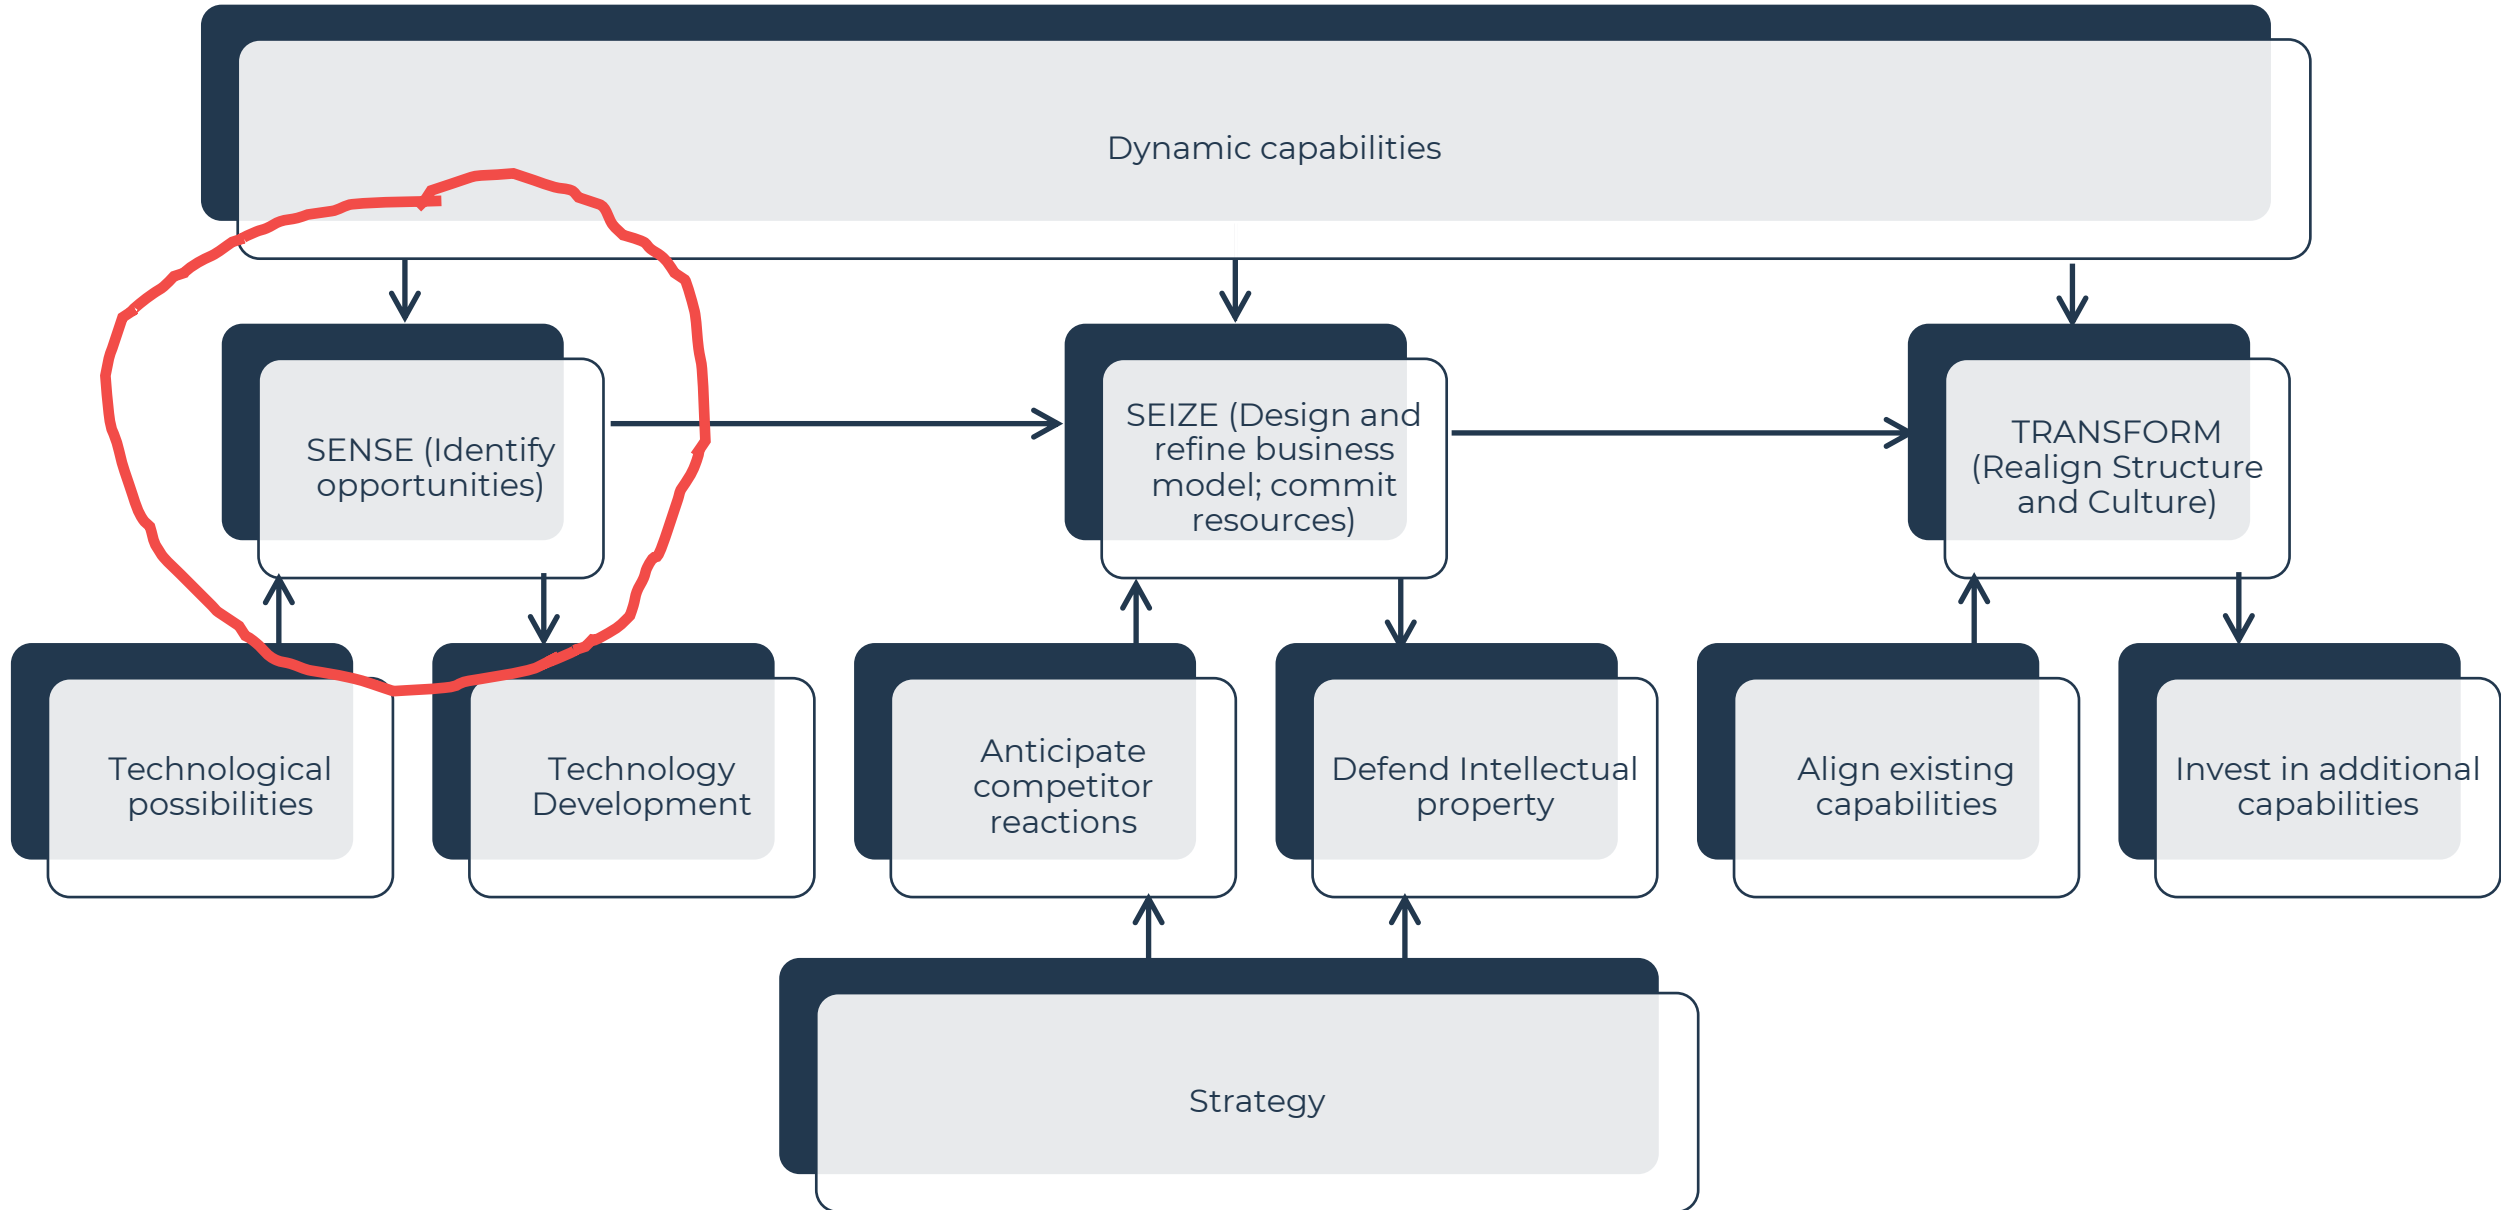 Dynamic capabilities
SENSE (Identify
opportunities)
SEIZE (Design and
refine business
model; commit
resources)
TRANSFORM
(Realign Structure
and Culture)
Technological
possibilities
Technology
Development
Anticipate
competitor
reactions
Defend Intellectual
property
Align existing
capabilities
Invest in additional
capabilities
Strategy